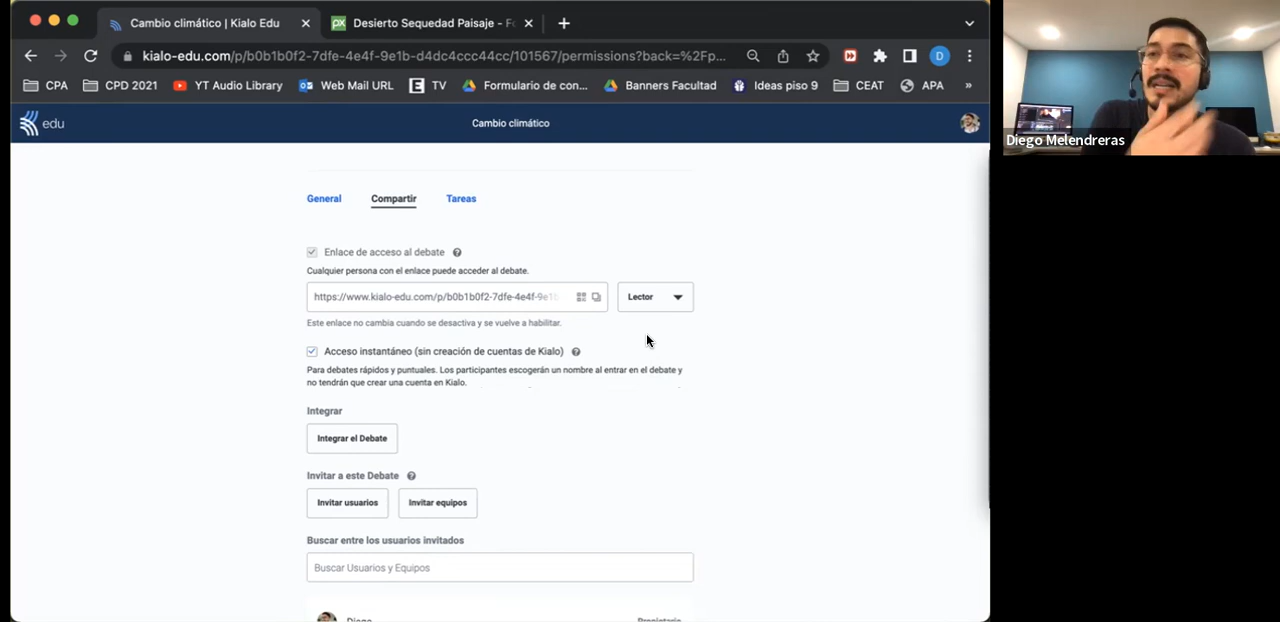 Cambio climático | Kialo Edu
Desierto Sequedad Paisaje - Fo
kialo-edu.com/p/b0b1b0f2-7dfe-4e4f-9e1b-d4dcd4d4a4cc/101567/permissions?back=%2Fp...
D
CPA
CPD 2021
YT Audio Library
Web Mail URL
TV
Formulario de con...
Banners Facultad
Ideas piso 9
CEAT
APA
»
edu
Cambio climático
Diego Melendreras
General
Compartir
Tareas
Enlace de acceso al debate
Cualquier persona con el enlace puede acceder al debate.
https://www.kialo-edu.com/p/b0b1b0f2-7dfe-4e4f-9e1b
Lector
Este enlace no cambia cuando se desactiva y se vuelve a habilitar.
Acceso instantáneo (sin creación de cuentas de Kialo)
Para debates rápidos y puntuales. Los participantes escogerán un nombre al entrar en el debate y
no tendrán que crear una cuenta en Kialo.
Integrar
Integrar el Debate
Invitar a este Debate
Invitar usuarios
Invitar equipos
Buscar entre los usuarios invitados
Buscar Usuarios y Equipos
Diego
Propietario